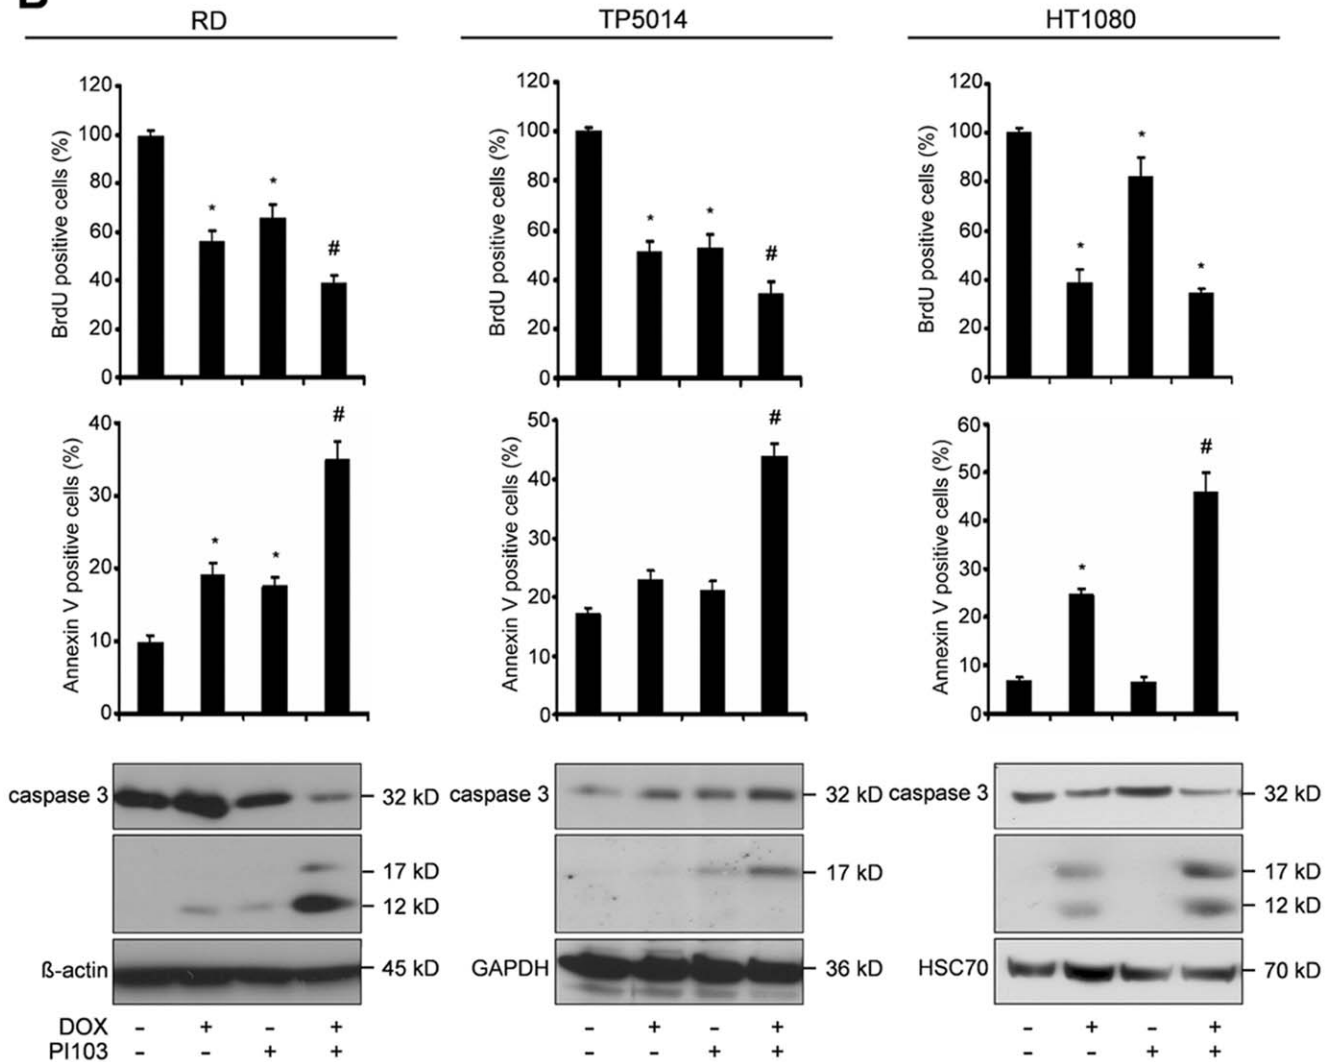 RD TP5014 HT1080
BrdU positive cells (%)
120
100
80
60
40
20
0
* * #
BrdU positive cells (%)
120
100
80
60
40
20
0
* * #
BrdU positive cells (%)
120
100
80
60
40
20
0
* * *
Annexin V positive cells (%)
40
30
20
10
0
* * #
Annexin V positive cells (%)
50
40
30
20
10
0
#
Annexin V positive cells (%)
60
50
40
30
20
10
0
* #
caspase 3 32 kD caspase 3 32 kD caspase 3 32 kD
17 kD 17 kD 17 kD
12 kD 12 kD
ß-actin 45 kD GAPDH 36 kD HSC70 70 kD
DOX - + - + - + - + - + - +
PI103 - - + + - - + + - - + +